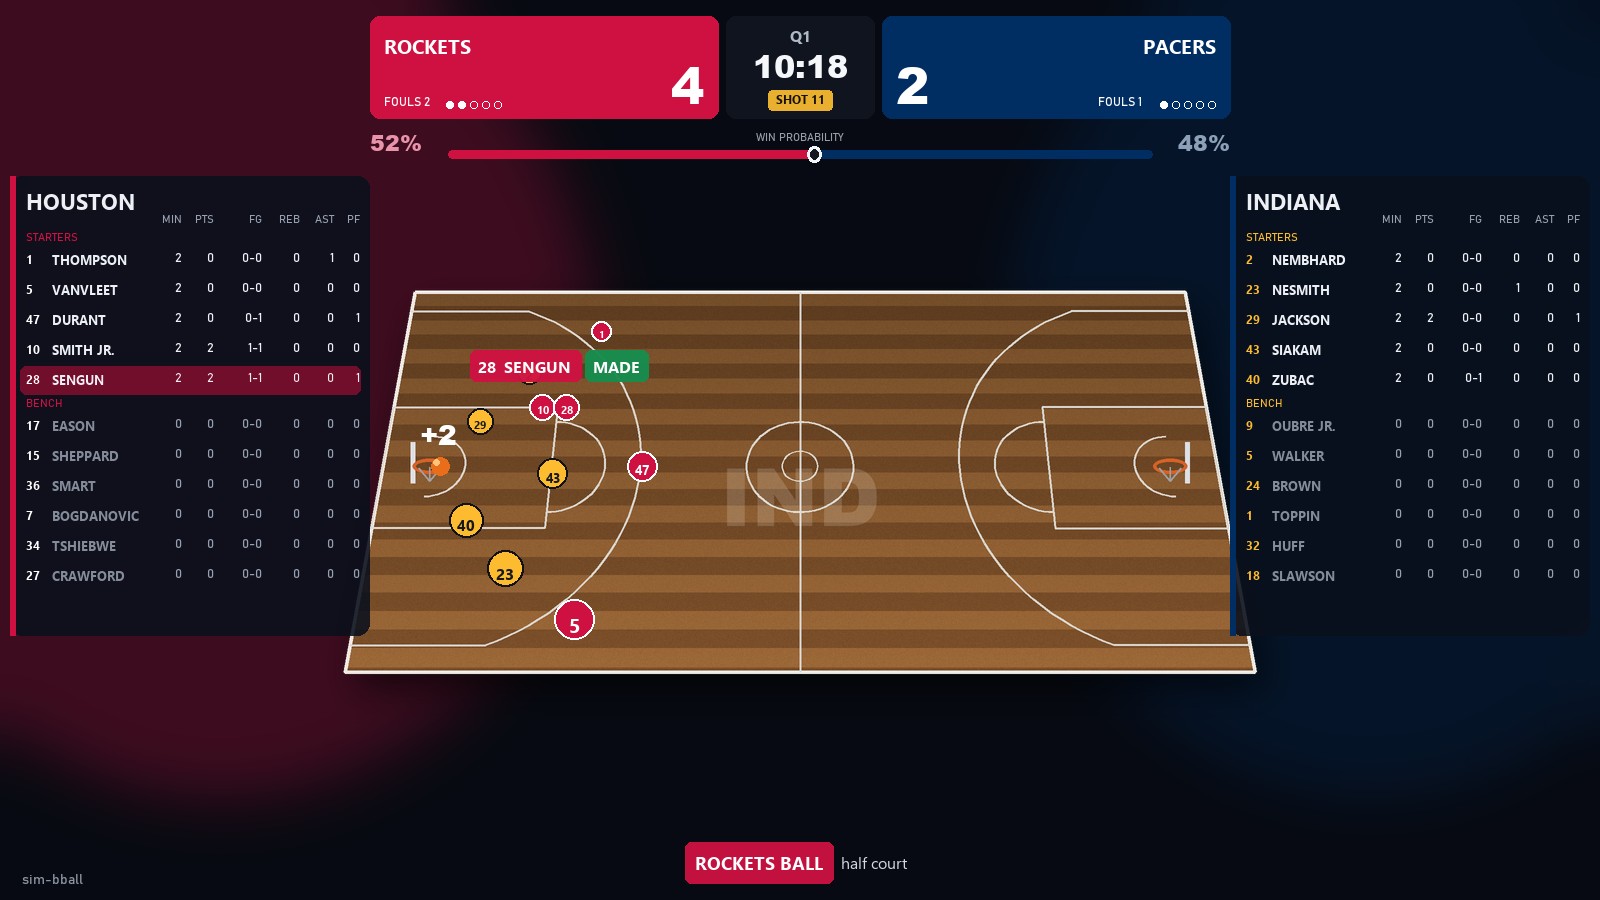 ROCKETS
4
FOULS 2
Q1
10:18
SHOT 11
PACERS
2
FOULS 1
52%
WIN PROBABILITY
48%
HOUSTON
MIN PTS FG REB AST PF
STARTERS
1 THOMPSON 2 0 0-0 0 1 0
5 VANVLEET 2 0 0-0 0 0 0
47 DURANT 2 0 0-1 0 0 1
10 SMITH JR. 2 2 1-1 0 0 0
28 SENGUN 2 2 1-1 0 0 1
BENCH
17 EASON 0 0 0-0 0 0 0
15 SHEPPARD 0 0 0-0 0 0 0
36 SMART 0 0 0-0 0 0 0
7 BOGDANOVIC 0 0 0-0 0 0 0
34 TSHIEBWE 0 0 0-0 0 0 0
27 CRAWFORD 0 0 0-0 0 0 0
INDIANA
MIN PTS FG REB AST PF
STARTERS
2 NEMBHARD 2 0 0-0 0 0 0
23 NESMITH 2 0 0-0 1 0 0
29 JACKSON 2 2 0-0 0 0 1
43 SIAKAM 2 0 0-0 0 0 0
40 ZUBAC 2 0 0-1 0 0 0
BENCH
9 OUBRE JR. 0 0 0-0 0 0 0
5 WALKER 0 0 0-0 0 0 0
24 BROWN 0 0 0-0 0 0 0
1 TOPPIN 0 0 0-0 0 0 0
32 HUFF 0 0 0-0 0 0 0
18 SLAWSON 0 0 0-0 0 0 0
1
28 SENGUN MADE
10 28
29
+2
47
43
IND
40
23
5
ROCKETS BALL half court
sim-bball